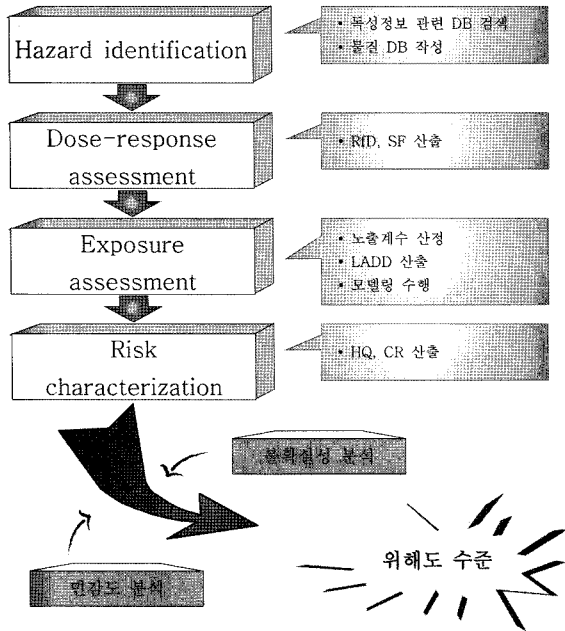 Hazard identification
• 독성정보 관련 DB 검색
• 물질 DB 작성
Dose-response
assessment
• RfD, SF 산출
Exposure
assessment
• 노출계수 산정
• LADD 산출
• 모델링 수행
Risk
characterization
• HQ, CR 산출
불확실성 분석
민감도 분석
위해도 수준